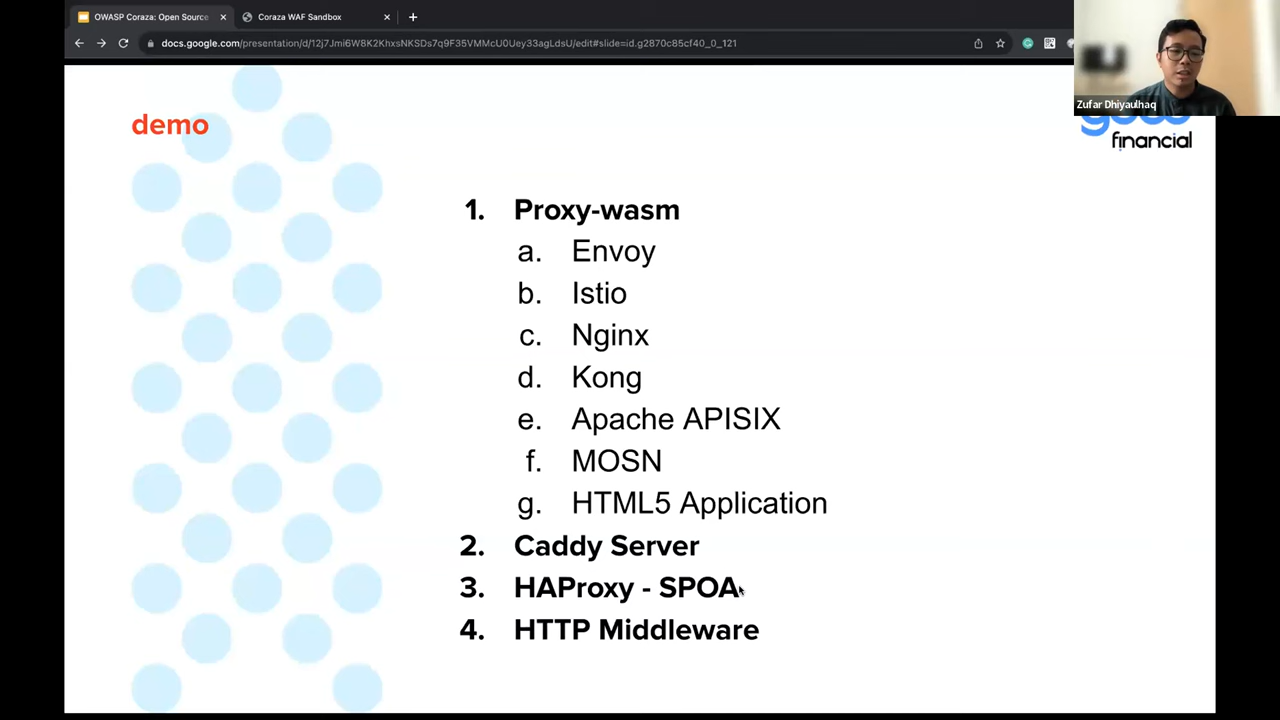 OWASP Coraza: Open Source
Coraza WAF Sandbox
docs.google.com/presentation/d/12j7Jmi6W8K2KhxsNKSDs7q9F35VMMcU0Uey33agLdsU/edit#slide=id.g2870c85cf40_0_121
Zufar Dhiyaulhaq
demo
financial
1. Proxy-wasm
a. Envoy
b. Istio
c. Nginx
d. Kong
e. Apache APISIX
f. MOSN
g. HTML5 Application
2. Caddy Server
3. HAProxy - SPOA
4. HTTP Middleware